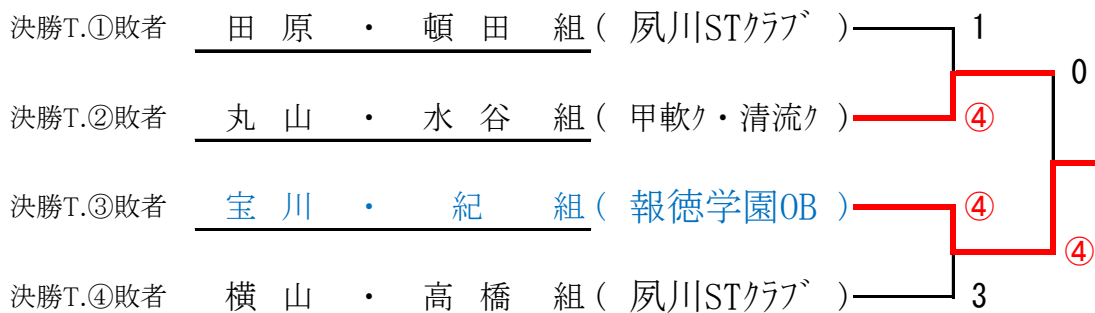 決勝T.①敗者 田 原 ・ 頓 田 組 ( 夙川STｸﾗﾌﾞ ) 1
0
決勝T.②敗者 丸 山 ・ 水 谷 組 ( 甲軟ｸ・清流ｸ ) ④
決勝T.③敗者 宝 川 ・ 紀 組 ( 報徳学園OB ) ④
④
決勝T.④敗者 横 山 ・ 高 橋 組 ( 夙川STｸﾗﾌﾞ ) 3